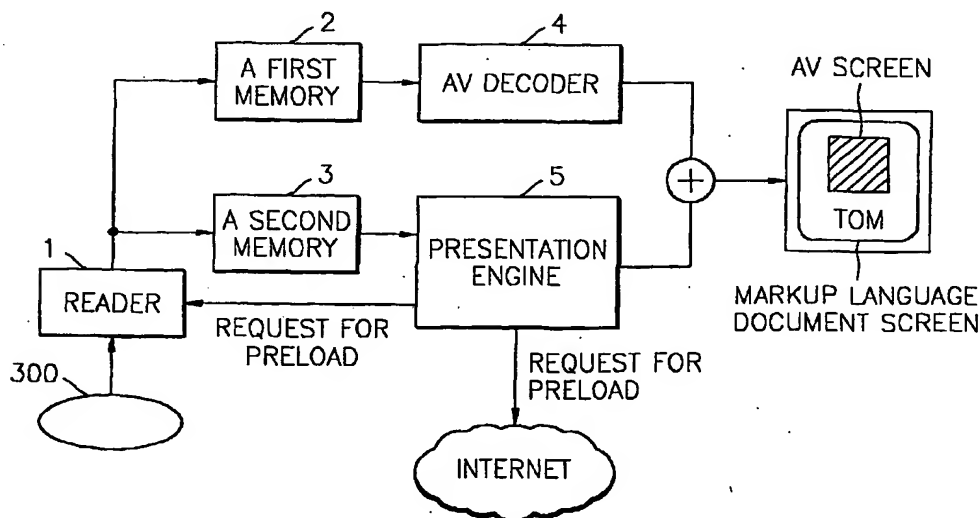 2
A FIRST
MEMORY
4
AV DECODER
AV SCREEN
TOM
MARKUP LANGUAGE
DOCUMENT SCREEN
3
A SECOND
MEMORY
5
PRESENTATION
ENGINE
1
READER
REQUEST FOR
PRELOAD
300
REQUEST FOR
PRELOAD
INTERNET